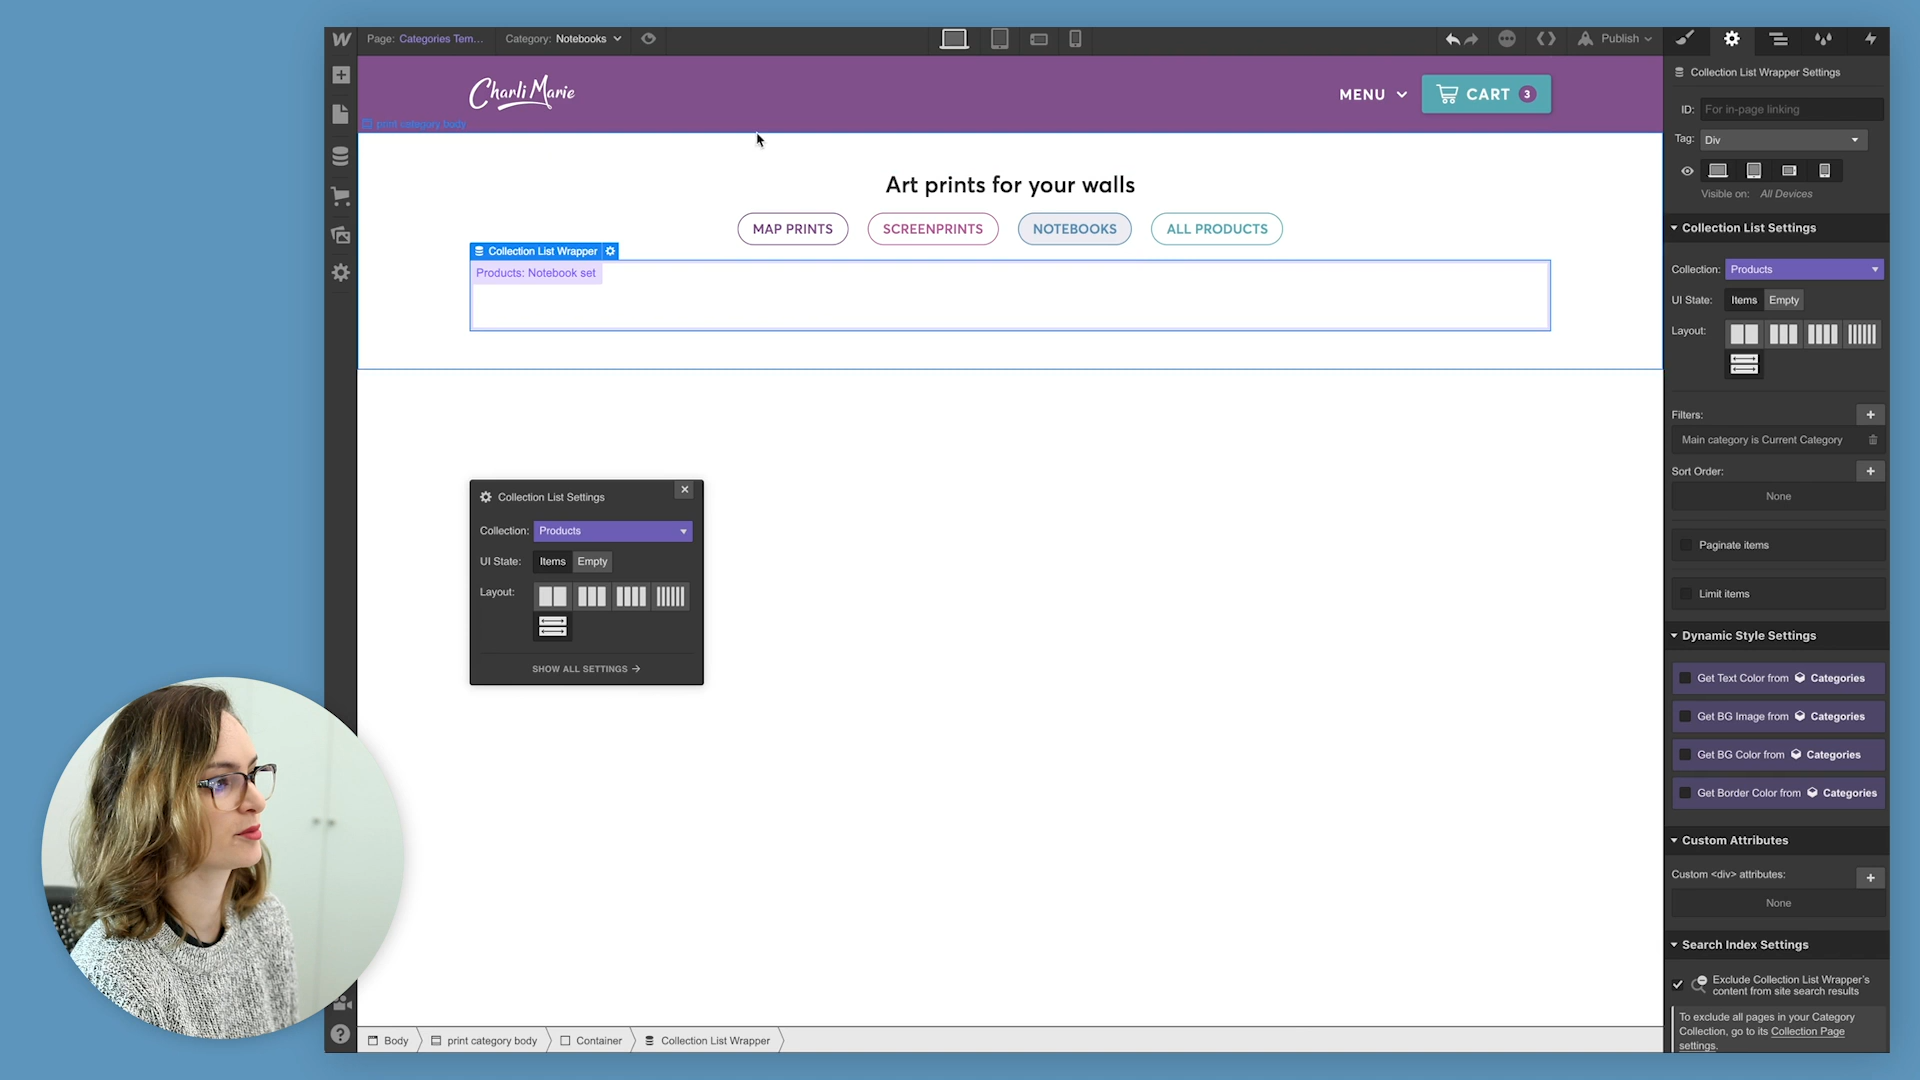 Page: Categories Tem...
Category: Notebooks
Publish
Charli Marie
MENU
CART 3
print category body
Art prints for your walls
MAP PRINTS
SCREENPRINTS
NOTEBOOKS
ALL PRODUCTS
Collection List Wrapper
Products: Notebook set
Collection List Settings
Collection: Products
UI State: Items Empty
Layout:
SHOW ALL SETTINGS
Body
print category body
Container
Collection List Wrapper
Collection List Wrapper Settings
ID: For in-page linking
Tag: Div
Visible on: All Devices
Collection List Settings
Collection: Products
UI State: Items Empty
Layout:
Filters:
Main category is Current Category
Sort Order:
None
Paginate items
Limit items
Dynamic Style Settings
Get Text Color from Categories
Get BG Image from Categories
Get BG Color from Categories
Get Border Color from Categories
Custom Attributes
Custom <div> attributes:
None
Search Index Settings
Exclude Collection List Wrapper's
content from site search results
To exclude all pages in your Category
Collection, go to its Collection Page
settings.